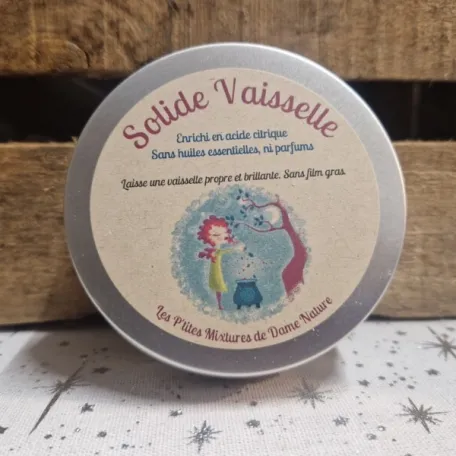 Solide Vaisselle
Enrichi en acide citrique
Sans huiles essentielles, ni parfums
Laisse une vaisselle propre et brillante. Sans film gras.
Les P'tites Mixtures de Dame Nature